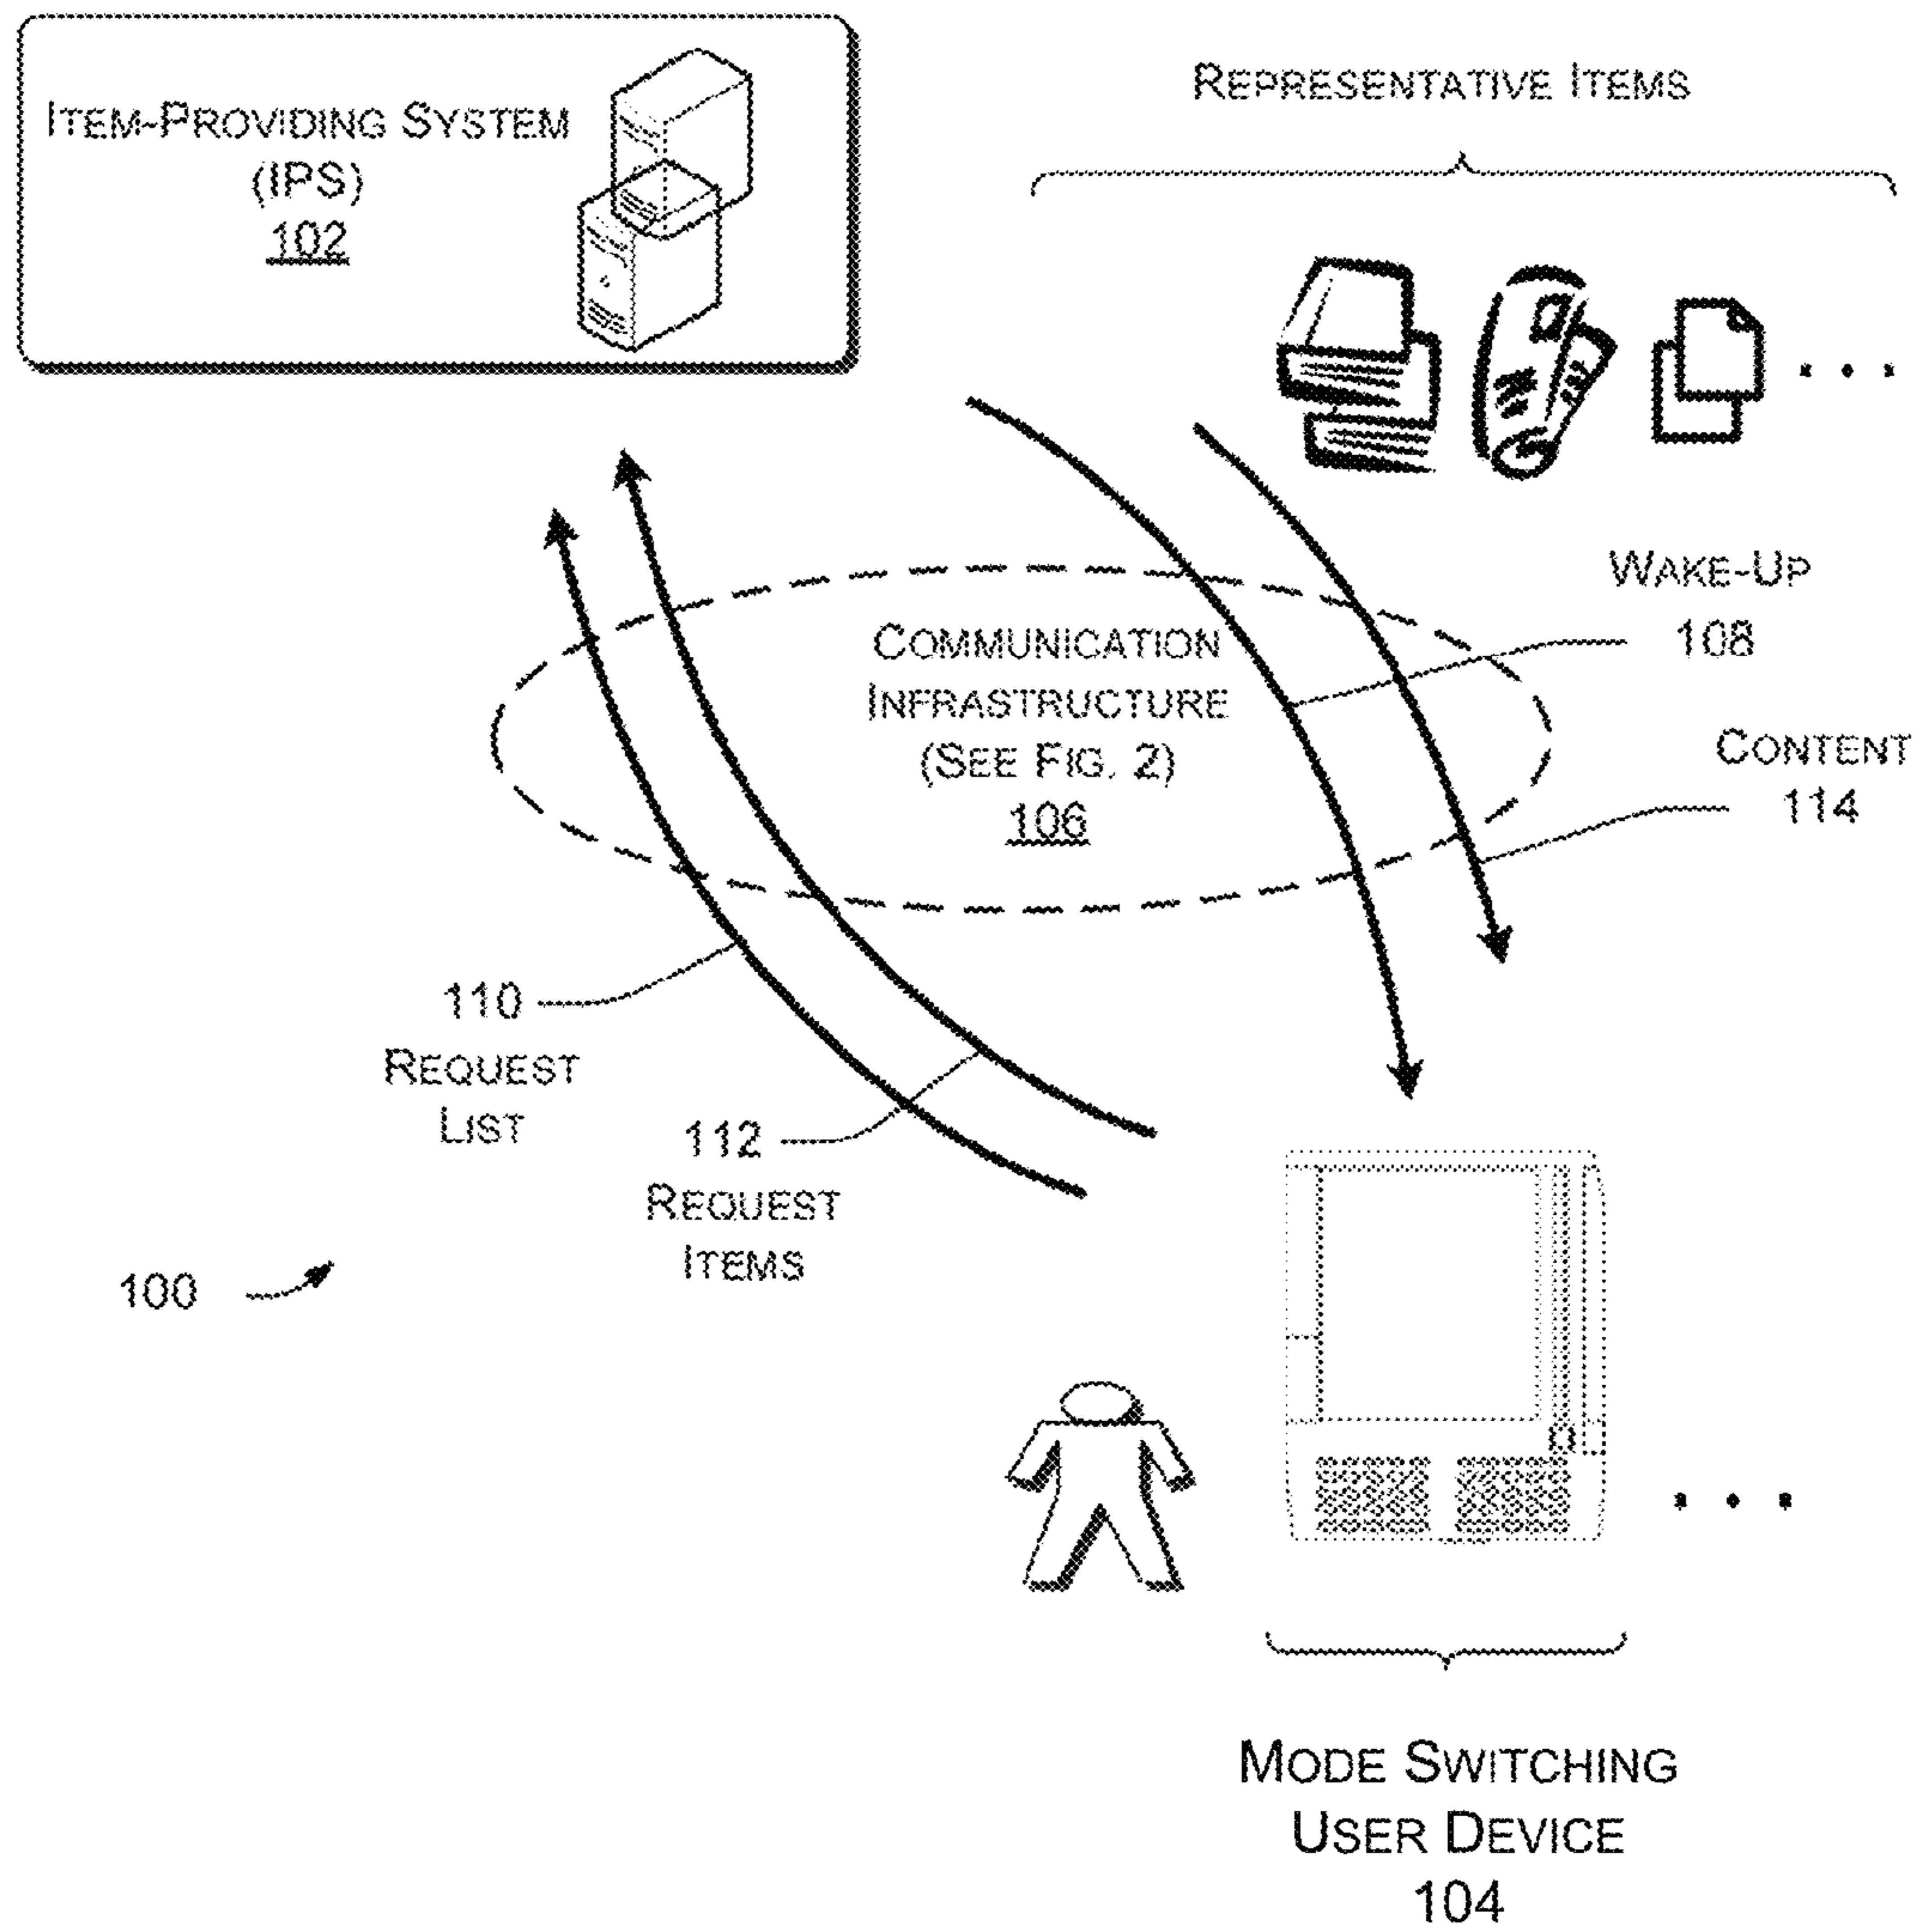 ITEM-PROVIDING SYSTEM
(IPS)
102
REPRESENTATIVE ITEMS
WAKE-UP
108
COMMUNICATION
INFRASTRUCTURE
(SEE FIG. 2)
106
CONTENT
114
110
REQUEST
LIST
112
REQUEST
ITEMS
100
MODE SWITCHING
USER DEVICE
104